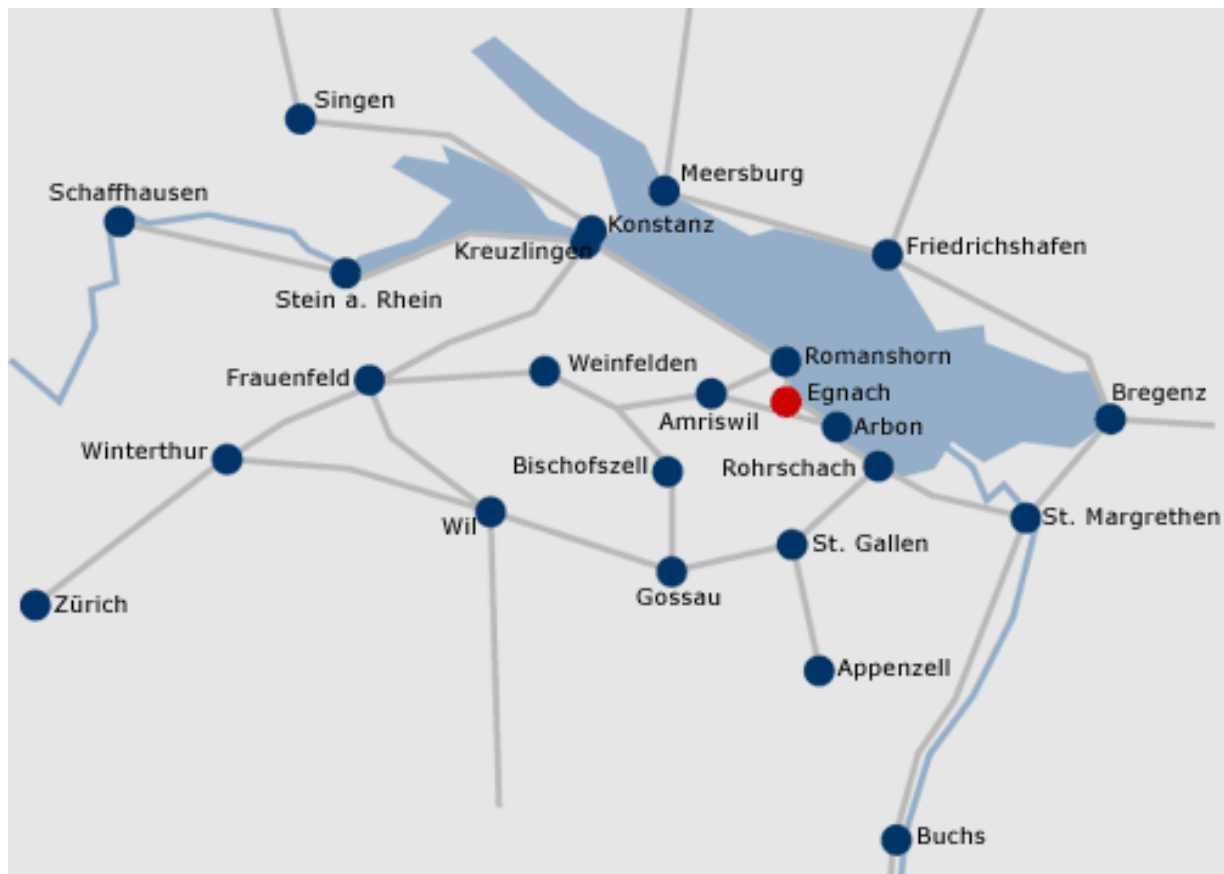 Singen
Meersburg
Schaffhausen
Konstanz
Friedrichshafen
Kreuzlingen
Stein a. Rhein
Romanshorn
Weinfelden
Frauenfeld
Egnach
Bregenz
Amriswil
Arbon
Winterthur
Bischofszell
Rohrschach
St. Margrethen
Wil
St. Gallen
Gossau
Zürich
Appenzell
Buchs